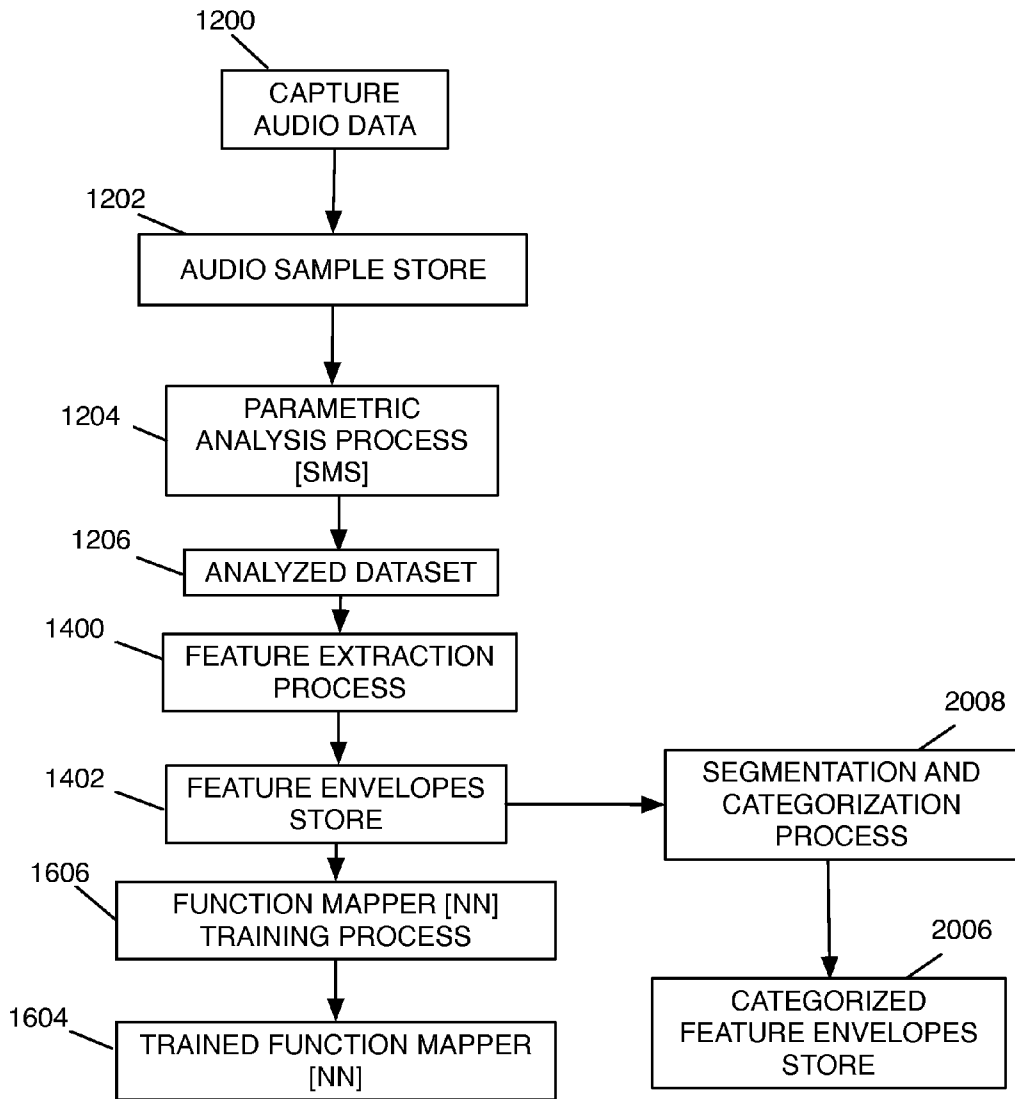 1200
CAPTURE
AUDIO DATA
1202
AUDIO SAMPLE STORE
1204
PARAMETRIC
ANALYSIS PROCESS
[SMS]
1206
ANALYZED DATASET
1400
FEATURE EXTRACTION
PROCESS
1402
FEATURE ENVELOPES
STORE
2008
SEGMENTATION AND
CATEGORIZATION
PROCESS
1606
FUNCTION MAPPER [NN]
TRAINING PROCESS
2006
CATEGORIZED
FEATURE ENVELOPES
STORE
1604
TRAINED FUNCTION MAPPER
[NN]